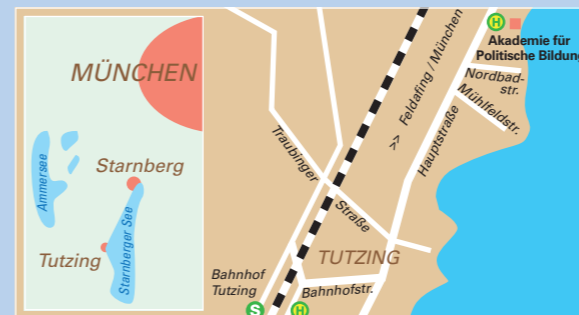 MÜNCHEN
Ammersee
Starnberg
Starnberger See
Tutzing
H
Akademie für
Politische Bildung
Nordbad-
str.
Mühlfeldstr.
>> Feldafing / München
Hauptstraße
Traubinger
Straße
TUTZING
Bahnhof
Tutzing
Bahnhofstr.
S
H